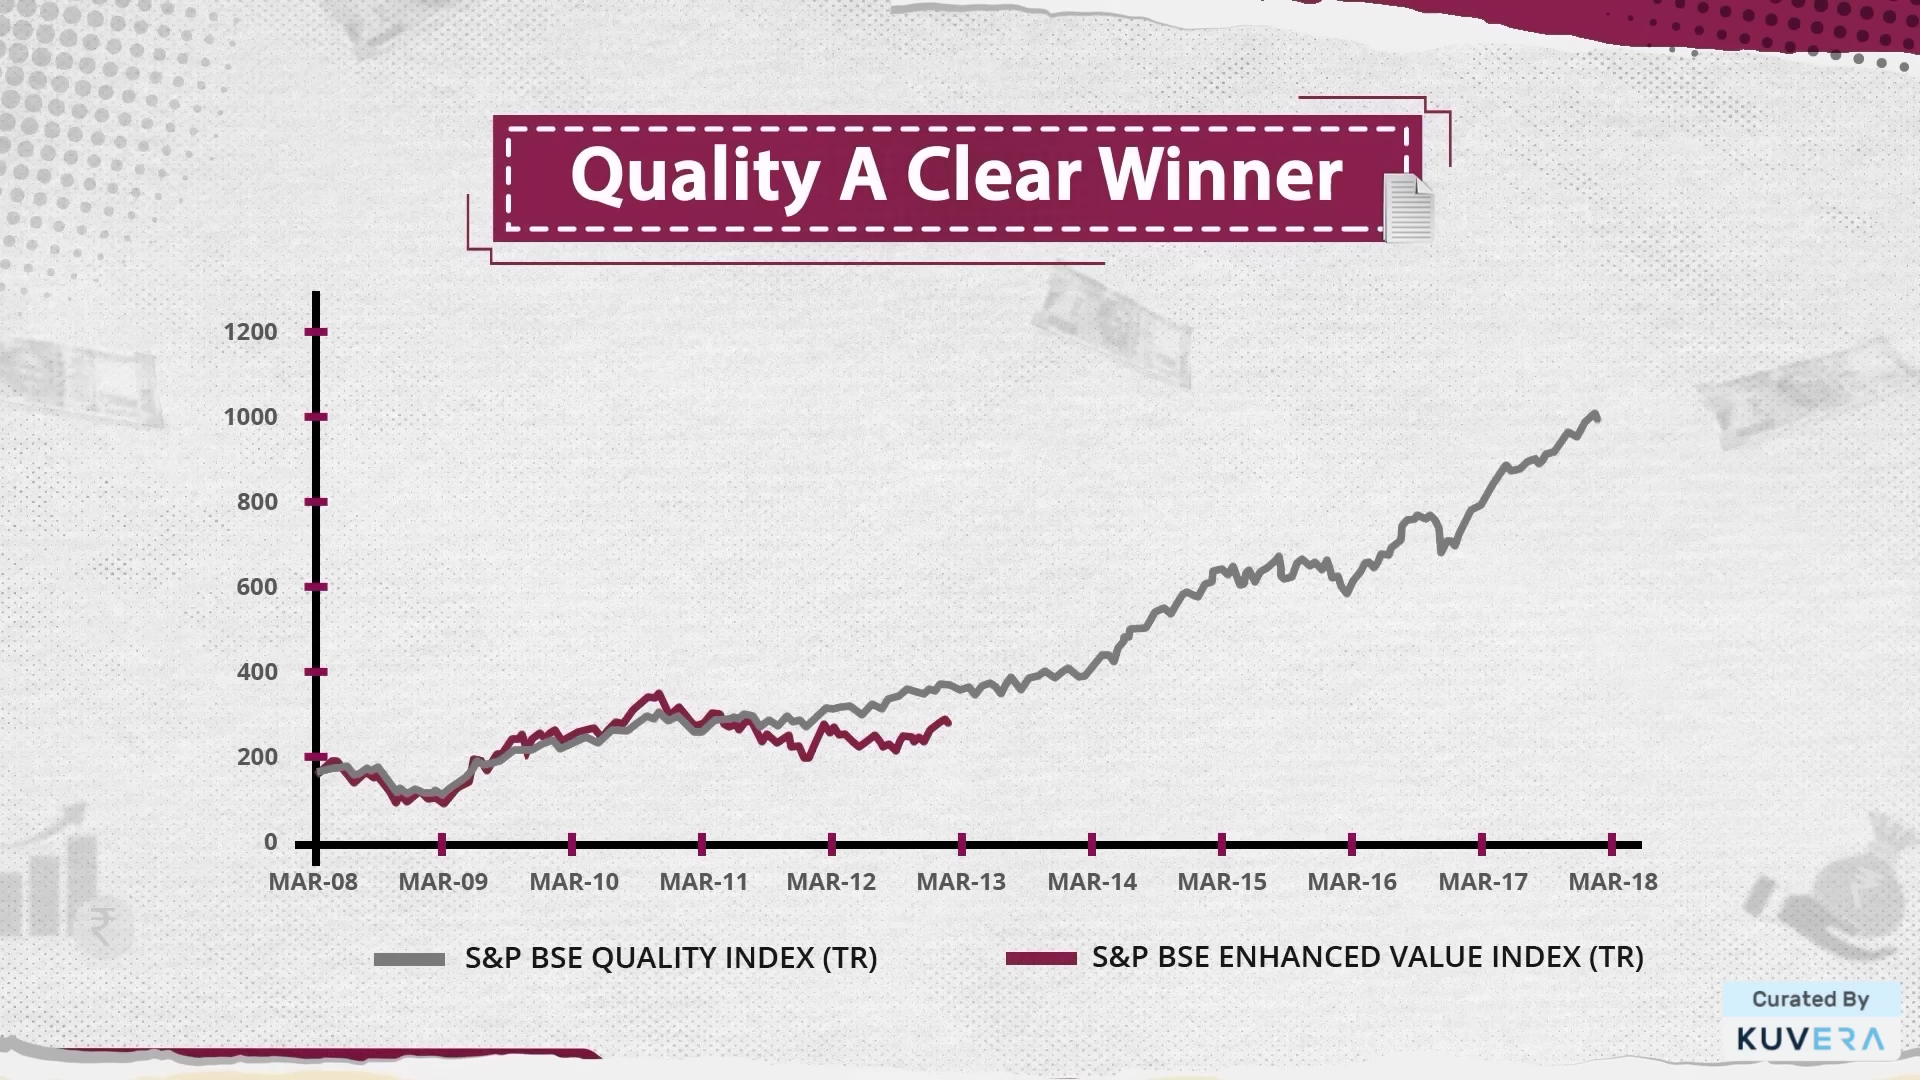 Quality A Clear Winner
1200
1000
800
600
400
200
0
MAR-08 MAR-09 MAR-10 MAR-11 MAR-12 MAR-13 MAR-14 MAR-15 MAR-16 MAR-17 MAR-18
S&P BSE QUALITY INDEX (TR) S&P BSE ENHANCED VALUE INDEX (TR)
₹
Curated By
KUVERA